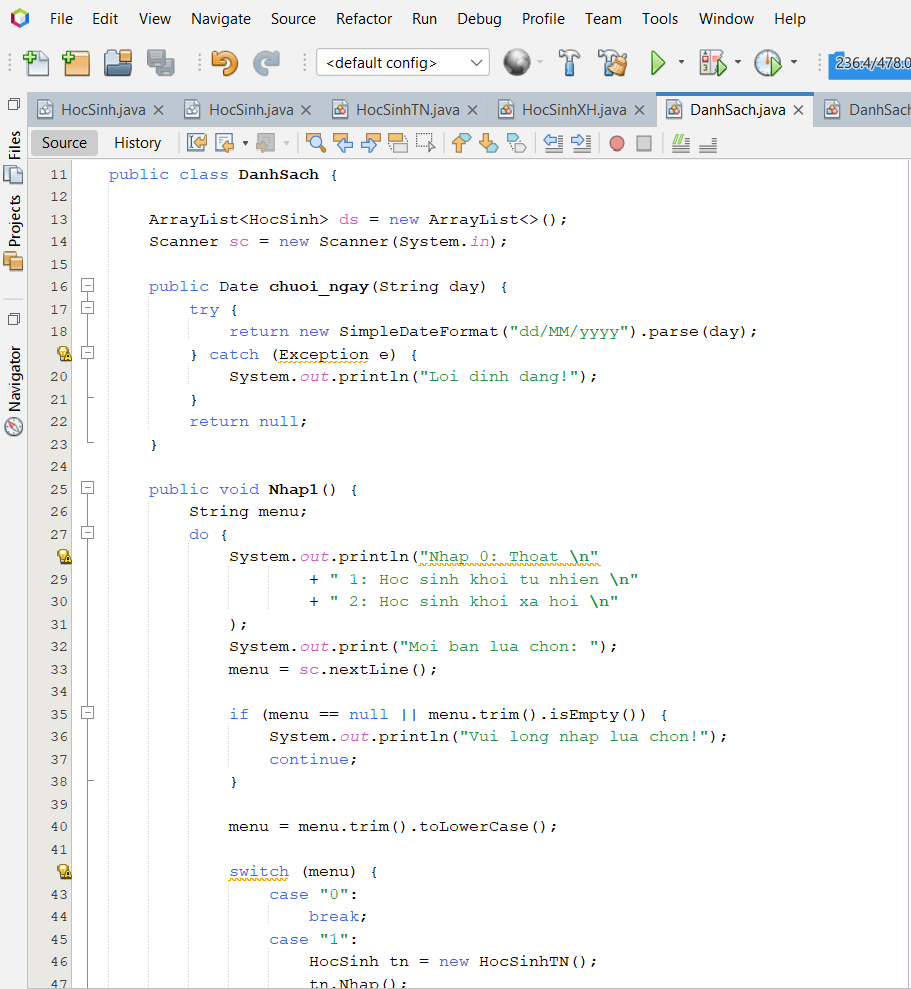 File Edit View Navigate Source Refactor Run Debug Profile Team Tools Window Help
<default config>
236:4/478:0
HocSinh.java HocSinh.java HocSinhTN.java HocSinhXH.java DanhSach.java DanhSach
Source History
Files
Projects
Navigator
11 public class DanhSach {
12
13 ArrayList<HocSinh> ds = new ArrayList<>();
14 Scanner sc = new Scanner(System.in);
15
16 public Date chuoi_ngay(String day) {
17 try {
18 return new SimpleDateFormat("dd/MM/yyyy").parse(day);
} catch (Exception e) {
20 System.out.println("Loi dinh dang!");
21 }
22 return null;
23 }
24
25 public void Nhap1() {
26 String menu;
27 do {
System.out.println("Nhap 0: Thoat \n"
29 + " 1: Hoc sinh khoi tu nhien \n"
30 + " 2: Hoc sinh khoi xa hoi \n"
31 );
32 System.out.print("Moi ban lua chon: ");
33 menu = sc.nextLine();
34
35 if (menu == null || menu.trim().isEmpty()) {
36 System.out.println("Vui long nhap lua chon!");
37 continue;
38 }
39
40 menu = menu.trim().toLowerCase();
41
switch (menu) {
43 case "0":
44 break;
45 case "1":
46 HocSinh tn = new HocSinhTN();
47 tn.Nhap();